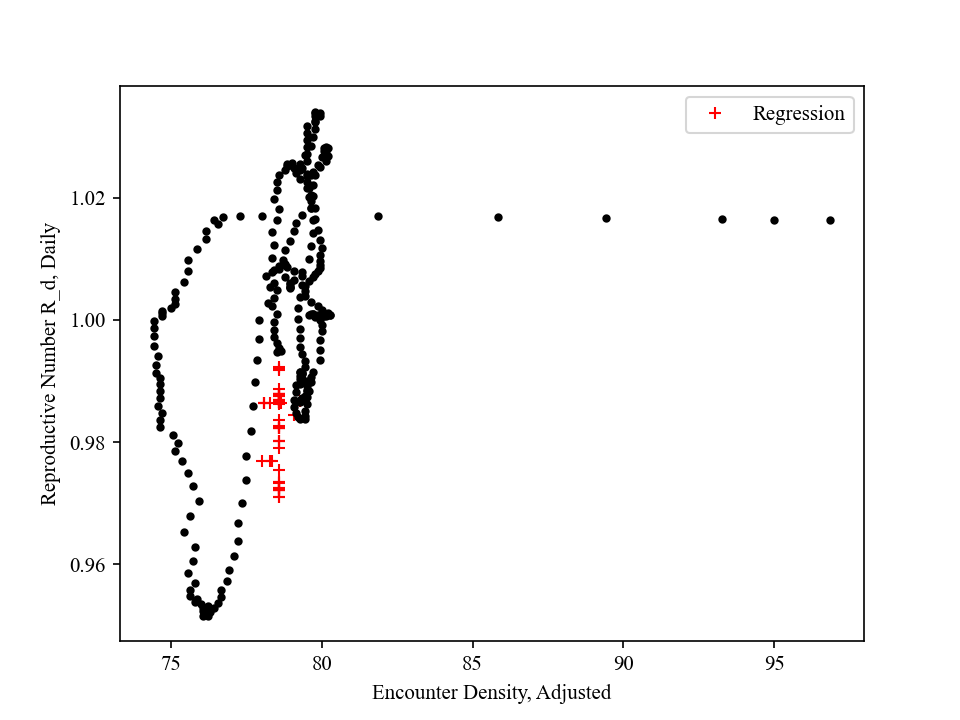 Regression
Reproductive Number R_d, Daily
1.02
1.00
0.98
0.96
75 80 85 90 95
Encounter Density, Adjusted